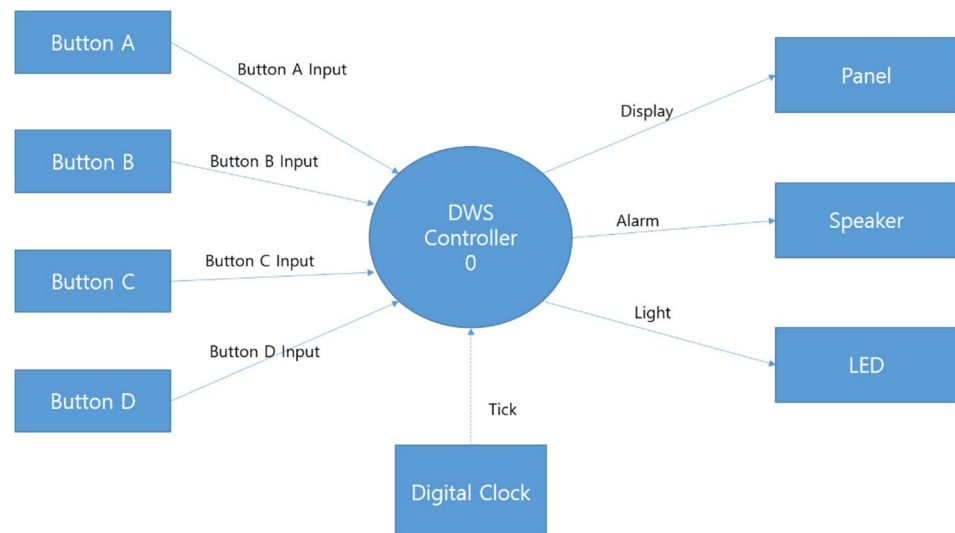 Button A
Button A Input
Button B
Button B Input
Button C
Button C Input
Button D
Button D Input
DWS
Controller
0
Display
Panel
Alarm
Speaker
Light
LED
Tick
Digital Clock